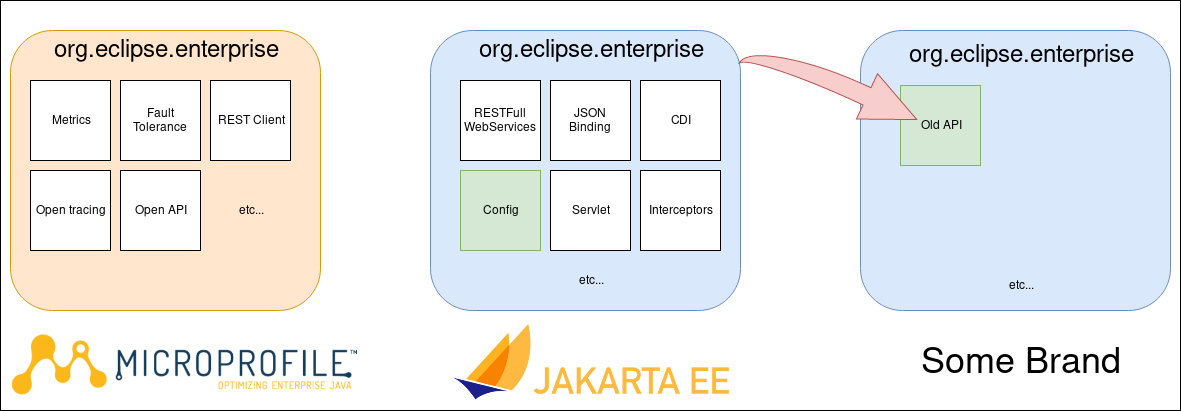 org.eclipse.enterprise
Metrics
Fault
Tolerance
REST Client
Open tracing
Open API
etc...
MICROPROFILE™
OPTIMIZING ENTERPRISE JAVA
org.eclipse.enterprise
RESTFull
WebServices
JSON
Binding
CDI
Config
Servlet
Interceptors
etc...
JAKARTA EE
org.eclipse.enterprise
Old API
etc...
Some Brand